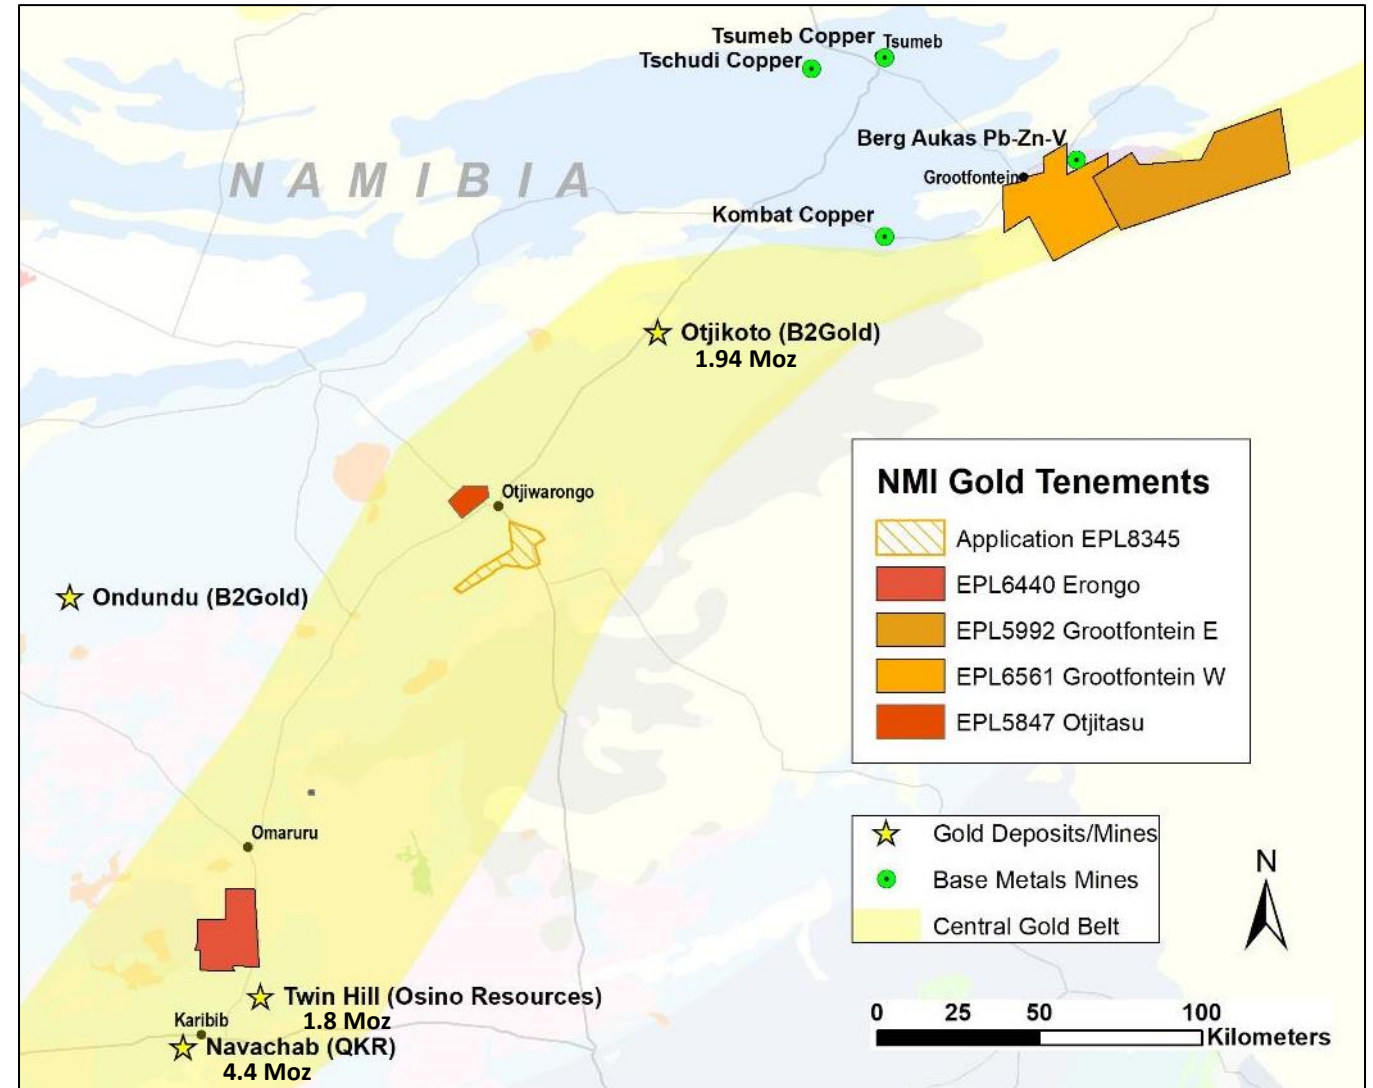 Tsumeb Copper
Tsumeb
Tschudi Copper
Berg Aukas Pb-Zn-V
NAMIBIA
Grootfontein
Kombat Copper
Otjikoto (B2Gold)
1.94 Moz
NMI Gold Tenements
Otjiwarongo
Application EPL8345
EPL6440 Erongo
Ondundu (B2Gold)
EPL5992 Grootfontein E
EPL6561 Grootfontein W
EPL5847 Otjitasu
Omaruru
Gold Deposits/Mines
Base Metals Mines
Central Gold Belt
N
Twin Hill (Osino Resources)
1.8 Moz
0 25 50 100
Kilometers
Karibib
Navachab (QKR)
4.4 Moz